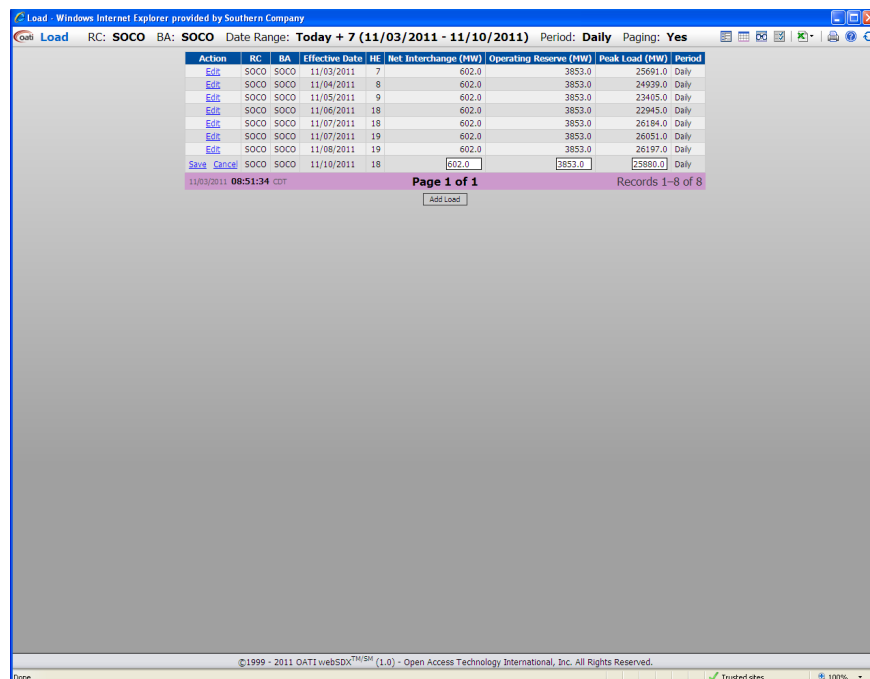 Load - Windows Internet Explorer provided by Southern Company
oati Load RC: SOCO BA: SOCO Date Range: Today + 7 (11/03/2011 - 11/10/2011) Period: Daily Paging: Yes
Action RC BA Effective Date HE Net Interchange (MW) Operating Reserve (MW) Peak Load (MW) Period
Edit SOCO SOCO 11/03/2011 7 602.0 3853.0 25691.0 Daily
Edit SOCO SOCO 11/04/2011 8 602.0 3853.0 24939.0 Daily
Edit SOCO SOCO 11/05/2011 9 602.0 3853.0 23405.0 Daily
Edit SOCO SOCO 11/06/2011 18 602.0 3853.0 22945.0 Daily
Edit SOCO SOCO 11/07/2011 18 602.0 3853.0 26184.0 Daily
Edit SOCO SOCO 11/07/2011 19 602.0 3853.0 26051.0 Daily
Edit SOCO SOCO 11/08/2011 19 602.0 3853.0 26197.0 Daily
Save Cancel SOCO SOCO 11/10/2011 18 602.0 3853.0 25880.0 Daily
11/03/2011 08:51:34 CDT Page 1 of 1 Records 1–8 of 8
Add Load
©1999 - 2011 OATI webSDX™/SM (1.0) - Open Access Technology International, Inc. All Rights Reserved.
Done Trusted sites 100%